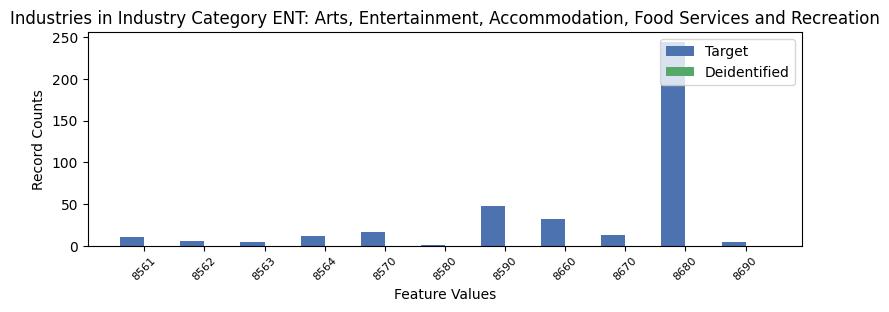 Industries in Industry Category ENT: Arts, Entertainment, Accommodation, Food Services and Recreation
250
200
150
100
50
0
Record Counts
Target
Deidentified
8561 8562 8563 8564 8570 8580 8590 8660 8670 8680 8690
Feature Values